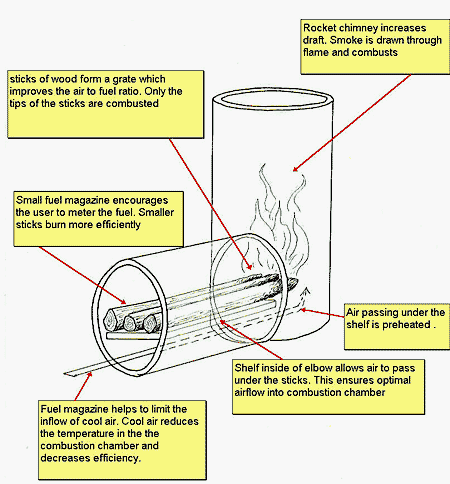 Rocket chimney increases
draft. Smoke is drawn through
flame and combusts
sticks of wood form a grate which
improves the air to fuel ratio. Only the
tips of the sticks are combusted
Small fuel magazine encourages
the user to meter the fuel. Smaller
sticks burn more efficiently
Air passing under the
shelf is preheated .
Shelf inside of elbow allows air to pass
under the sticks. This ensures optimal
airflow into combustion chamber
Fuel magazine helps to limit the
inflow of cool air. Cool air reduces
the temperature in the the
combustion chamber and
decreases efficiency.